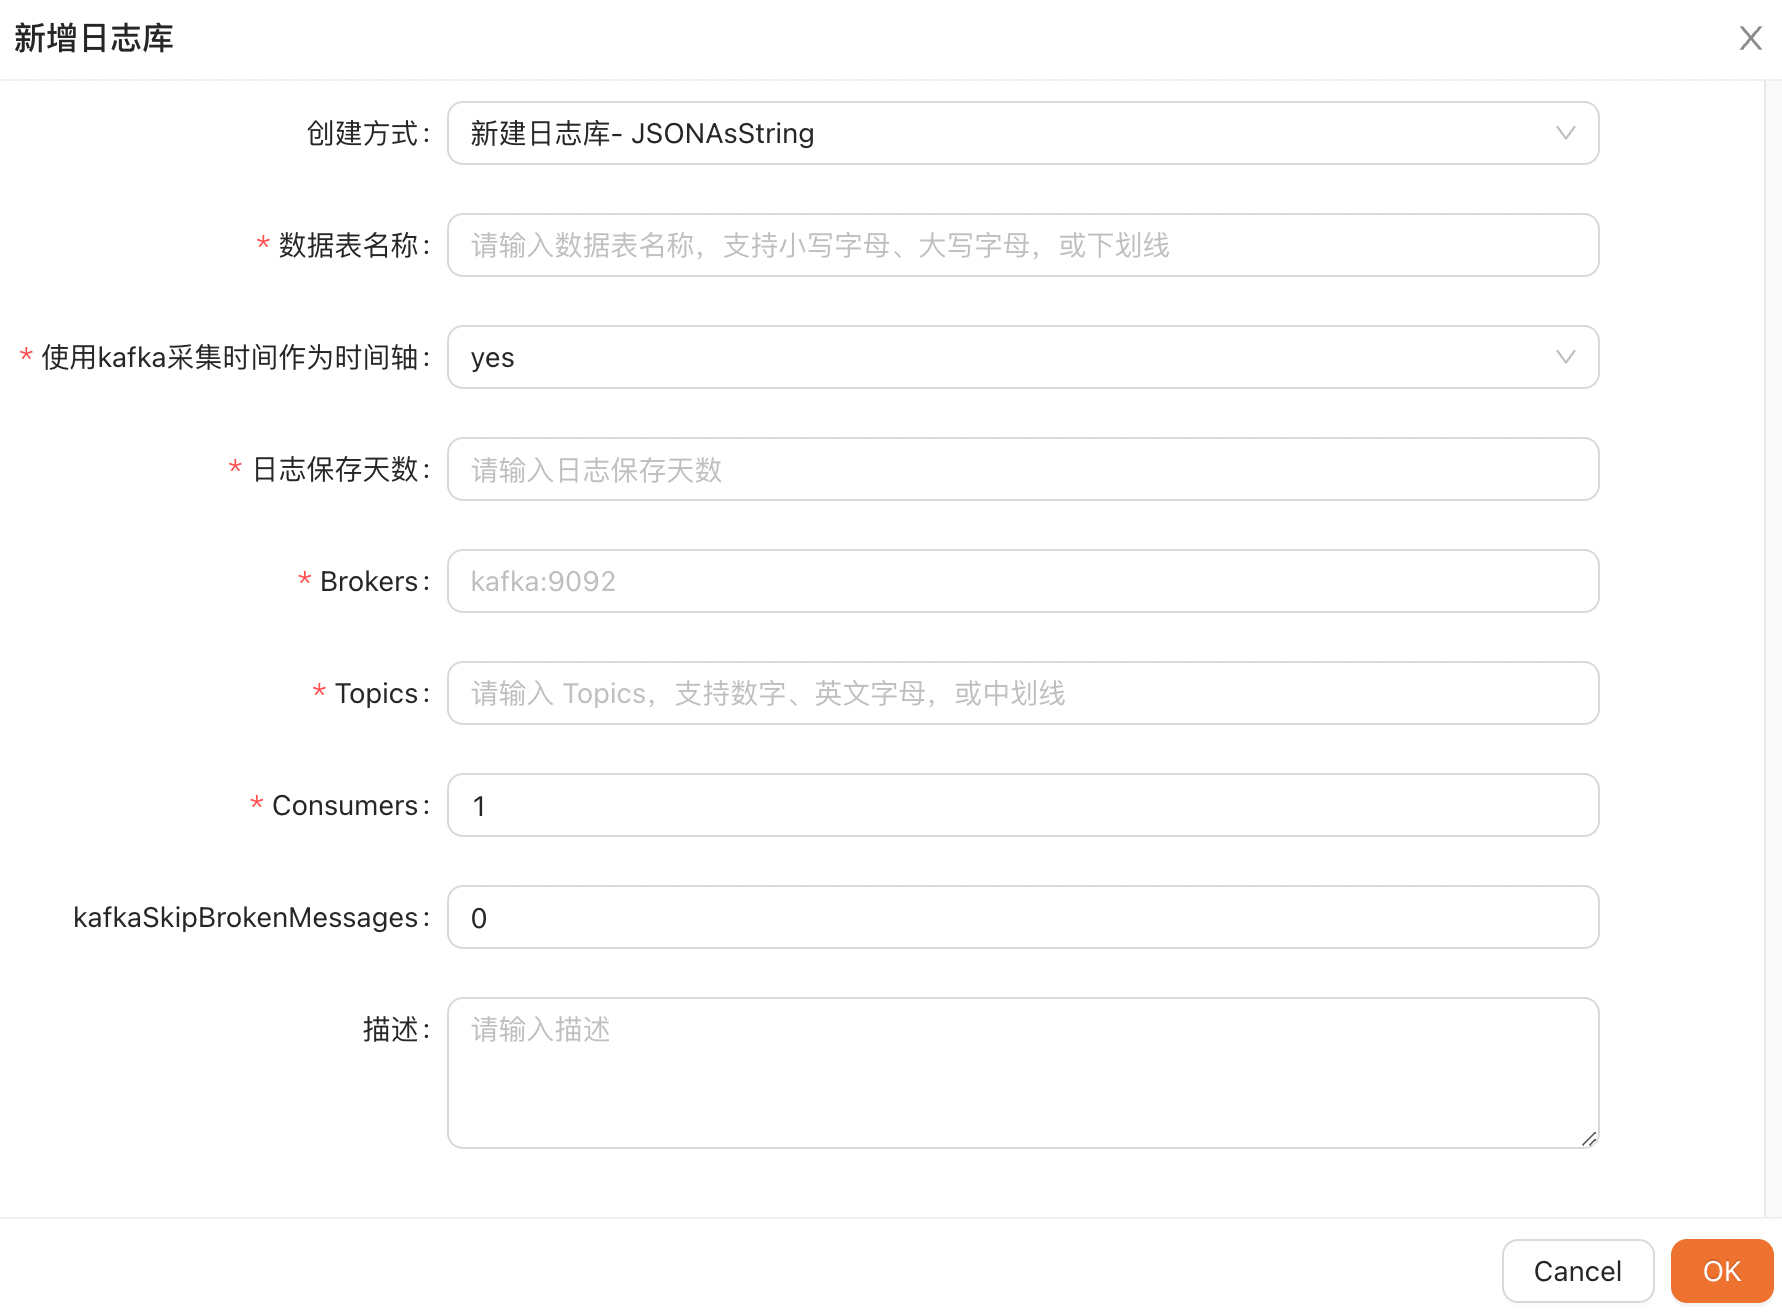 新增日志库
创建方式: 新建日志库- JSONAsString
* 数据表名称: 请输入数据表名称，支持小写字母、大写字母，或下划线
* 使用kafka采集时间作为时间轴: yes
* 日志保存天数: 请输入日志保存天数
* Brokers: kafka:9092
* Topics: 请输入 Topics，支持数字、英文字母，或中划线
* Consumers: 1
kafkaSkipBrokenMessages: 0
描述: 请输入描述
Cancel OK